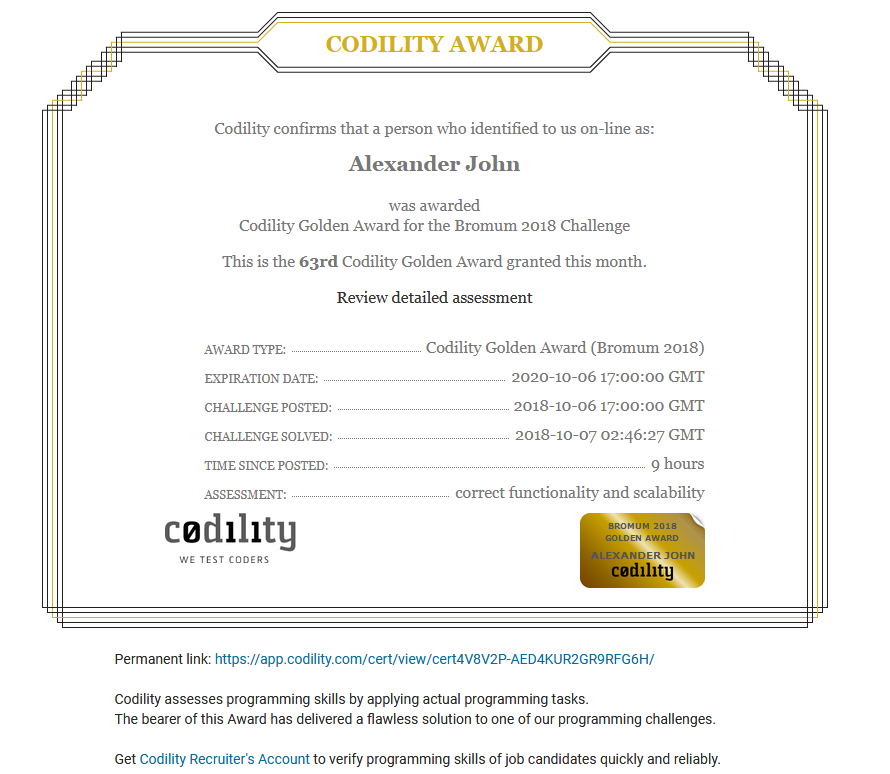 CODILITY AWARD
Codility confirms that a person who identified to us on-line as:
Alexander John
was awarded
Codility Golden Award for the Bromum 2018 Challenge
This is the 63rd Codility Golden Award granted this month.
Review detailed assessment
AWARD TYPE: Codility Golden Award (Bromum 2018)
EXPIRATION DATE: 2020-10-06 17:00:00 GMT
CHALLENGE POSTED: 2018-10-06 17:00:00 GMT
CHALLENGE SOLVED: 2018-10-07 02:46:27 GMT
TIME SINCE POSTED: 9 hours
ASSESSMENT: correct functionality and scalability
codility
WE TEST CODERS
BROMUM 2018
GOLDEN AWARD
ALEXANDER JOHN
codility
Permanent link: https://app.codility.com/cert/view/cert4V8V2P-AED4KUR2GR9RFG6H/
Codility assesses programming skills by applying actual programming tasks.
The bearer of this Award has delivered a flawless solution to one of our programming challenges.
Get Codility Recruiter's Account to verify programming skills of job candidates quickly and reliably.